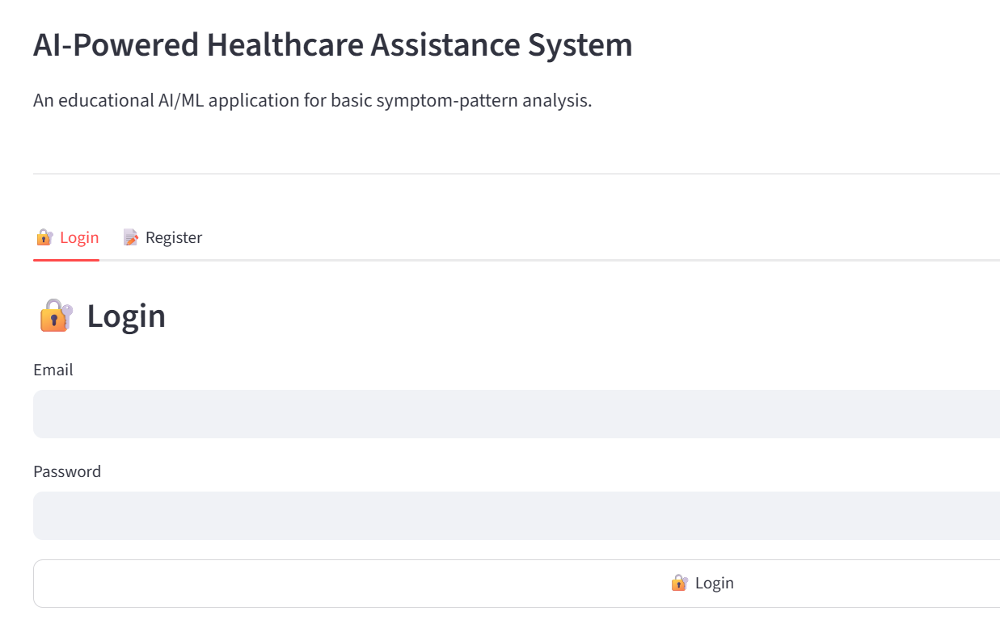 AI-Powered Healthcare Assistance System
An educational AI/ML application for basic symptom-pattern analysis.
🔐 Login 📝 Register
🔐 Login
Email
Password
🔐 Login